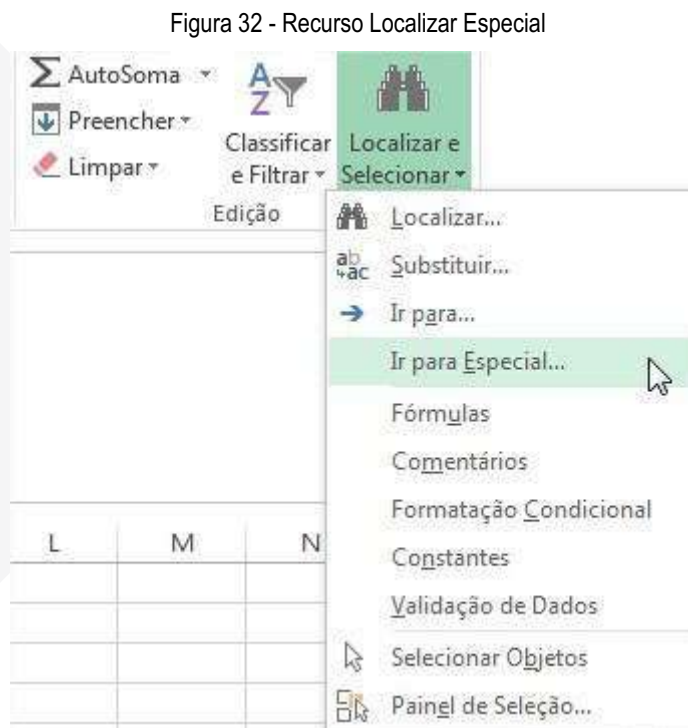 Figura 32 - Recurso Localizar Especial
AutoSoma
Preencher
Limpar
Classificar
e Filtrar
Localizar e
Selecionar
Edição
Localizar...
Substituir...
Ir para...
Ir para Especial...
Fórmulas
Comentários
Formatação Condicional
Constantes
Validação de Dados
Selecionar Objetos
Painel de Seleção...
L M N